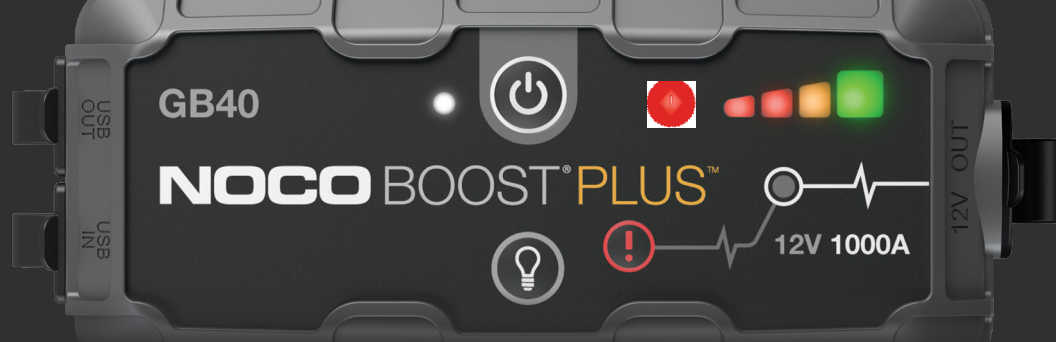 GB40
USB
OUT
NOCO BOOST® PLUS™
USB
IN
12V 1000A
12V OUT